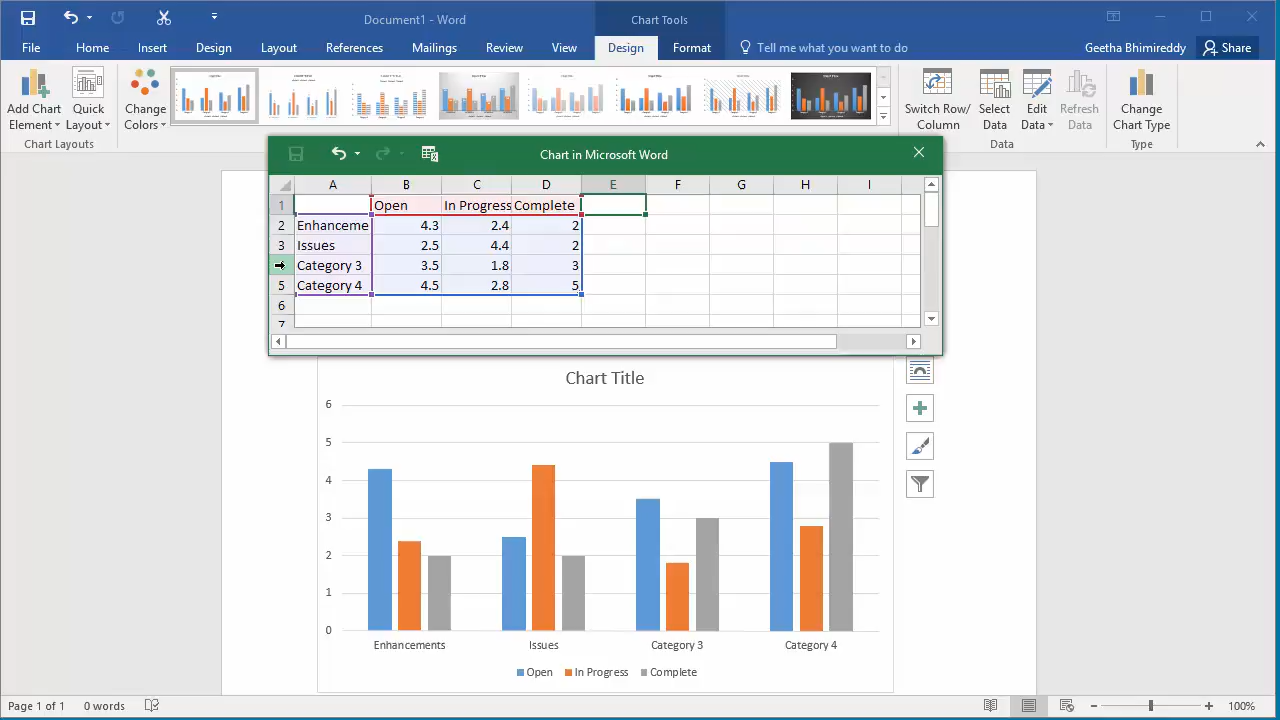 Document1 - Word
Chart Tools
File Home Insert Design Layout References Mailings Review View Design Format Tell me what you want to do Geetha Bhimireddy Share
Add Chart Element
Quick Layout
Change Colors
Switch Row/ Column
Select Data
Edit Data
Refresh Data
Change Chart Type
Chart Layouts
Data
Type
Chart in Microsoft Word
A B C D E F G H I
1 Open In Progress Complete
2 Enhanceme 4.3 2.4 2
3 Issues 2.5 4.4 2
Category 3 3.5 1.8 3
5 Category 4 4.5 2.8 5
6
7
Chart Title
6
5
4
3
2
1
0
Enhancements Issues Category 3 Category 4
Open In Progress Complete
Page 1 of 1 0 words 100%